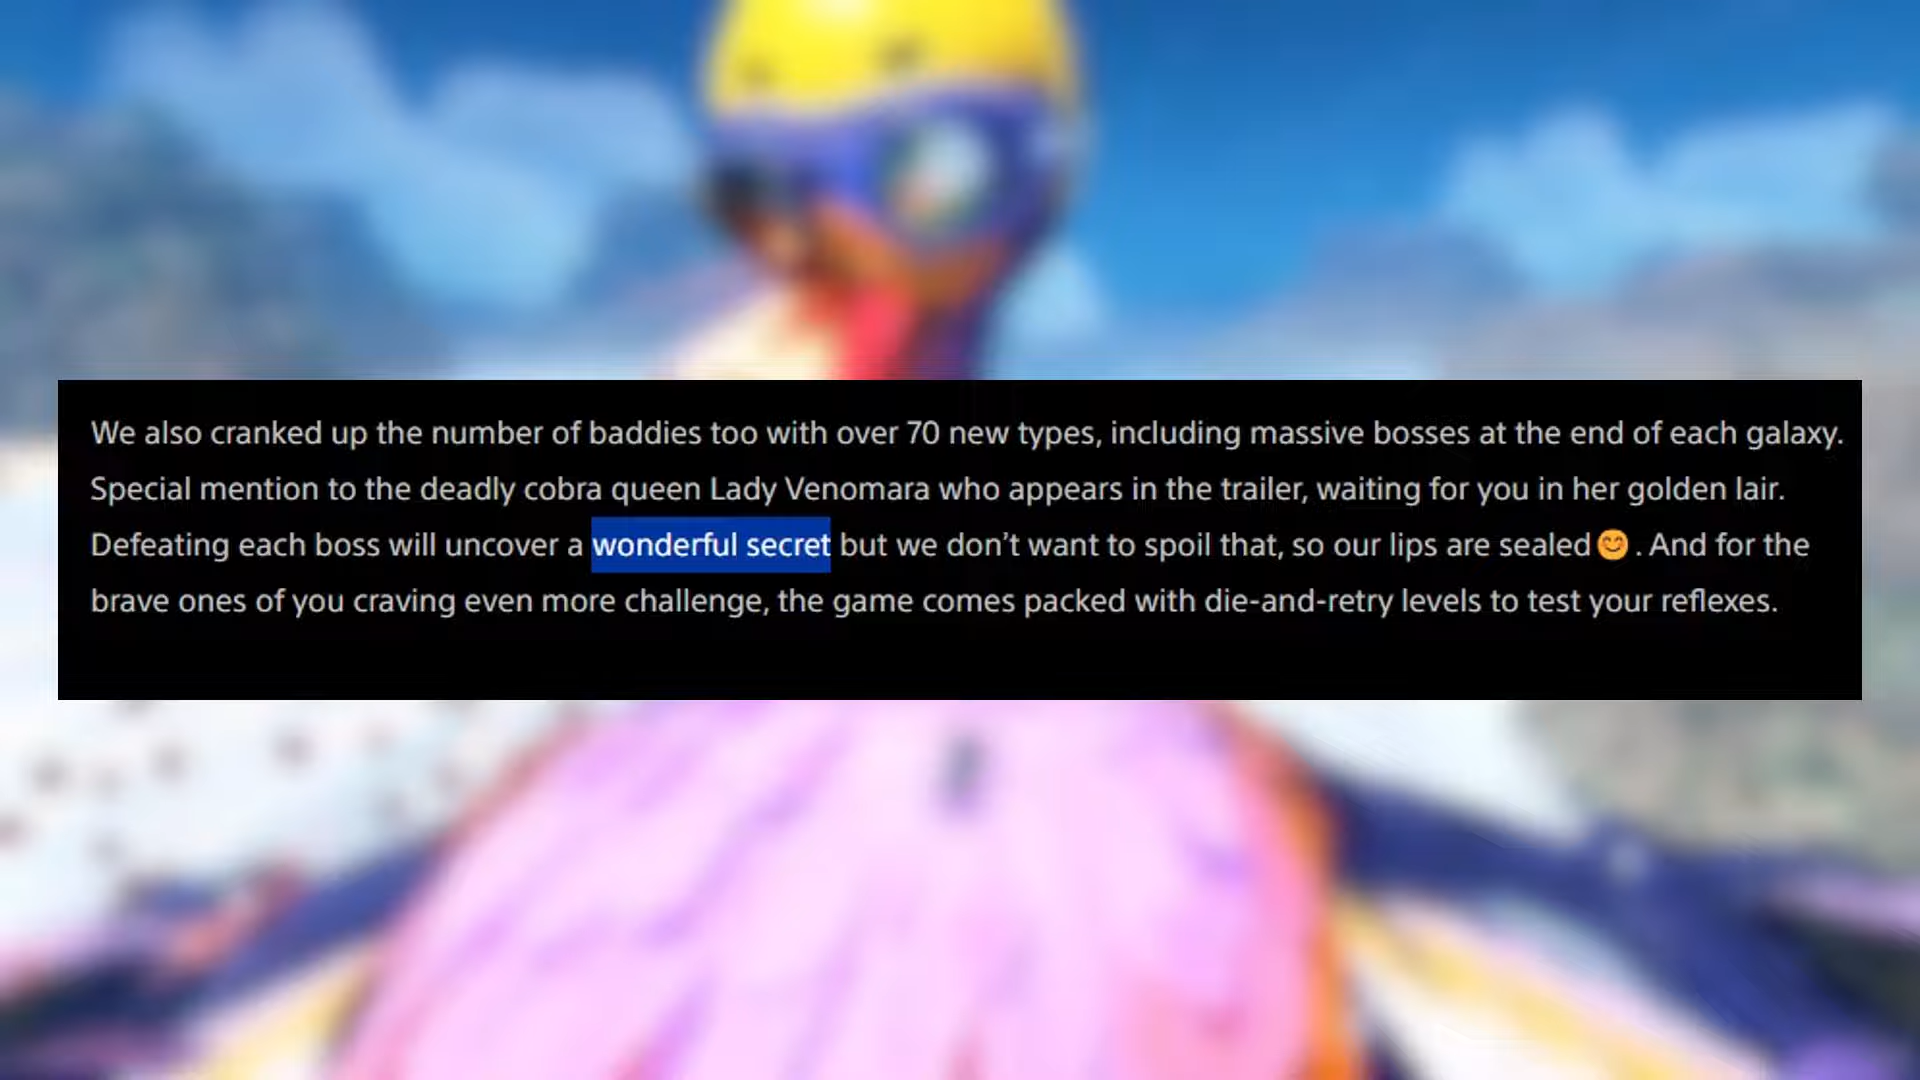 We also cranked up the number of baddies too with over 70 new types, including massive bosses at the end of each galaxy.
Special mention to the deadly cobra queen Lady Venomara who appears in the trailer, waiting for you in her golden lair.
Defeating each boss will uncover a wonderful secret but we don’t want to spoil that, so our lips are sealed😊. And for the
brave ones of you craving even more challenge, the game comes packed with die-and-retry levels to test your reflexes.